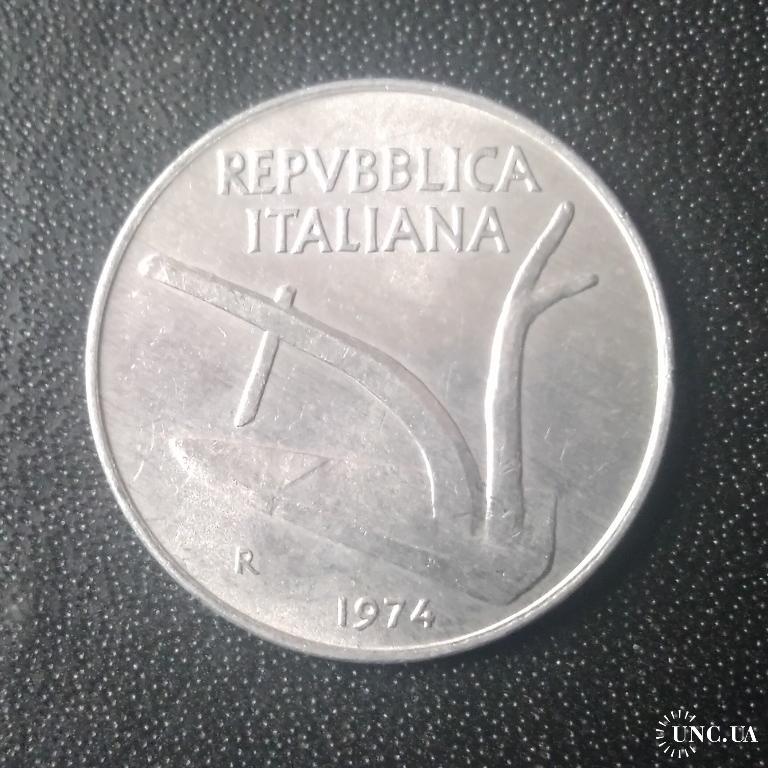 REPVBBLICA
ITALIANA
R
1974
UNC.UA